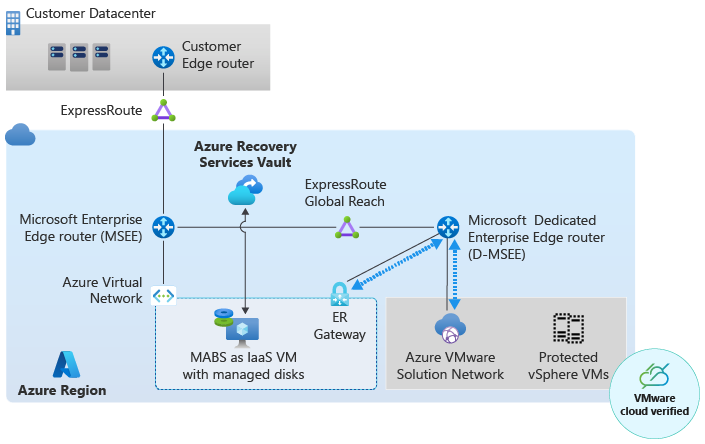 Customer Datacenter
Customer
Edge router
ExpressRoute
Azure Recovery
Services Vault
ExpressRoute
Global Reach
Microsoft Enterprise
Edge router (MSEE)
Microsoft Dedicated
Enterprise Edge router
(D-MSEE)
Azure Virtual
Network
ER
Gateway
MABS as IaaS VM
with managed disks
Azure VMware
Solution Network
Protected
vSphere VMs
Azure Region
VMware
cloud verified